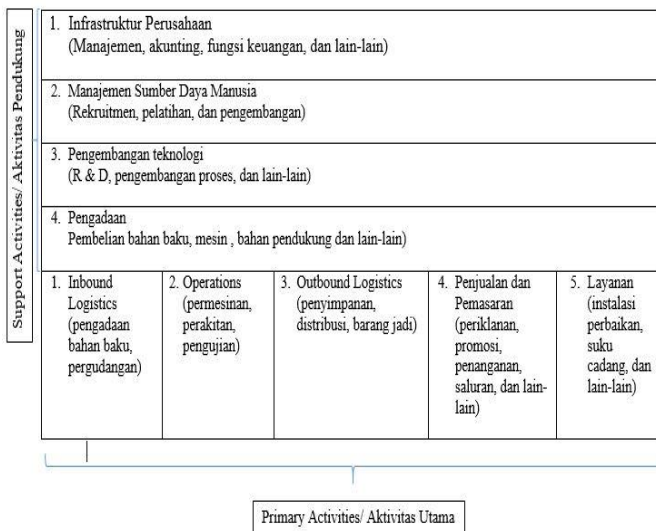 Support Activities/ Aktivitas Pendukung
1. Infrastruktur Perusahaan
(Manajemen, akunting, fungsi keuangan, dan lain-lain)
2. Manajemen Sumber Daya Manusia
(Rekruitmen, pelatihan, dan pengembangan)
3. Pengembangan teknologi
(R & D, pengembangan proses, dan lain-lain)
4. Pengadaan
Pembelian bahan baku, mesin , bahan pendukung dan lain-lain)
1. Inbound
Logistics
(pengadaan
bahan baku,
pergudangan)
2. Operations
(permesinan,
perakitan,
pengujian)
3. Outbound Logistics
(penyimpanan,
distribusi, barang jadi)
4. Penjualan dan
Pemasaran
(periklanan,
promosi,
penanganan,
saluran, dan lain-
lain)
5. Layanan
(instalasi
perbaikan,
suku
cadang, dan
lain-lain)
Primary Activities/ Aktivitas Utama